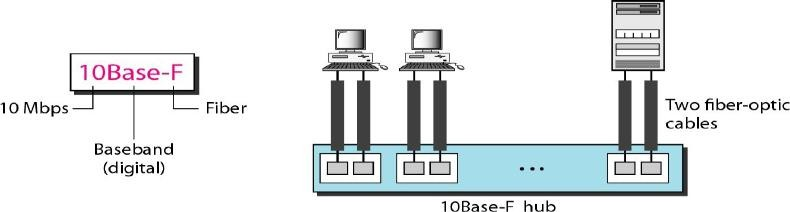 10Base-F
10 Mbps
Fiber
Baseband
(digital)
Two fiber-optic
cables
...
10Base-F hub